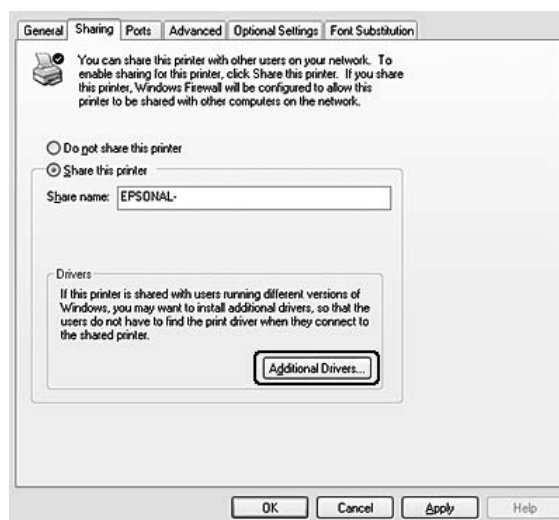 General Sharing Ports Advanced Optional Settings Font Substitution
You can share this printer with other users on your network. To
enable sharing for this printer, click Share this printer. If you share
this printer, Windows Firewall will be configured to allow this
printer to be shared with other computers on the network.
Do not share this printer
Share this printer
Share name: EPSONAL-
Drivers
If this printer is shared with users running different versions of
Windows, you may want to install additional drivers, so that the
users do not have to find the print driver when they connect to
the shared printer.
Additional Drivers...
OK Cancel Apply Help